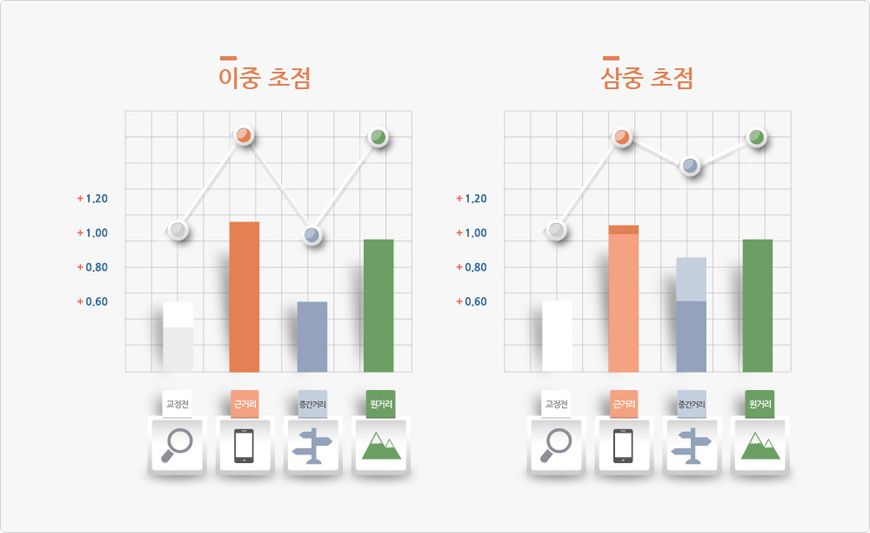 이중 초점
+ 1,20
+ 1,00
+ 0,80
+ 0,60
교정전
근거리
중간거리
원거리
삼중 초점
+ 1,20
+ 1,00
+ 0,80
+ 0,60
교정전
근거리
중간거리
원거리